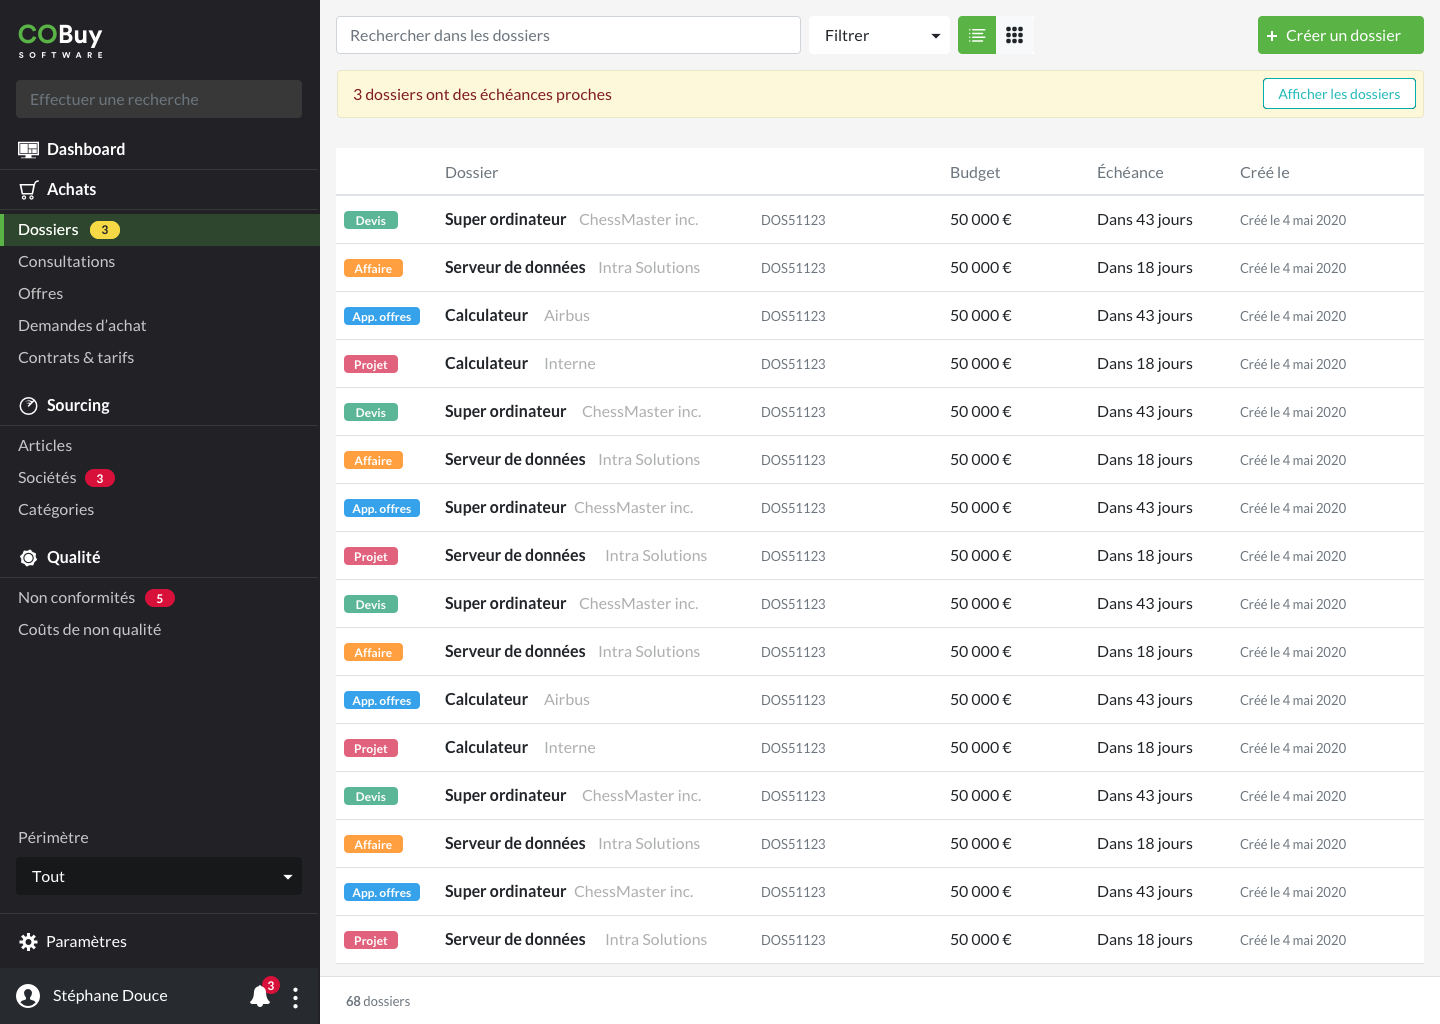 COBuy
SOFTWARE
Effectuer une recherche
Dashboard
Achats
Dossiers 3
Consultations
Offres
Demandes d'achat
Contrats & tarifs
Sourcing
Articles
Sociétés 3
Catégories
Qualité
Non conformités 5
Coûts de non qualité
Périmètre
Tout
Paramètres
Stéphane Douce 3
Rechercher dans les dossiers Filtrer + Créer un dossier
3 dossiers ont des échéances proches Afficher les dossiers
Dossier Budget Échéance Créé le
Devis Super ordinateur ChessMaster inc. DOS51123 50 000 € Dans 43 jours Créé le 4 mai 2020
Affaire Serveur de données Intra Solutions DOS51123 50 000 € Dans 18 jours Créé le 4 mai 2020
App. offres Calculateur Airbus DOS51123 50 000 € Dans 43 jours Créé le 4 mai 2020
Projet Calculateur Interne DOS51123 50 000 € Dans 18 jours Créé le 4 mai 2020
Devis Super ordinateur ChessMaster inc. DOS51123 50 000 € Dans 43 jours Créé le 4 mai 2020
Affaire Serveur de données Intra Solutions DOS51123 50 000 € Dans 18 jours Créé le 4 mai 2020
App. offres Super ordinateur ChessMaster inc. DOS51123 50 000 € Dans 43 jours Créé le 4 mai 2020
Projet Serveur de données Intra Solutions DOS51123 50 000 € Dans 18 jours Créé le 4 mai 2020
Devis Super ordinateur ChessMaster inc. DOS51123 50 000 € Dans 43 jours Créé le 4 mai 2020
Affaire Serveur de données Intra Solutions DOS51123 50 000 € Dans 18 jours Créé le 4 mai 2020
App. offres Calculateur Airbus DOS51123 50 000 € Dans 43 jours Créé le 4 mai 2020
Projet Calculateur Interne DOS51123 50 000 € Dans 18 jours Créé le 4 mai 2020
Devis Super ordinateur ChessMaster inc. DOS51123 50 000 € Dans 43 jours Créé le 4 mai 2020
Affaire Serveur de données Intra Solutions DOS51123 50 000 € Dans 18 jours Créé le 4 mai 2020
App. offres Super ordinateur ChessMaster inc. DOS51123 50 000 € Dans 43 jours Créé le 4 mai 2020
Projet Serveur de données Intra Solutions DOS51123 50 000 € Dans 18 jours Créé le 4 mai 2020
68 dossiers